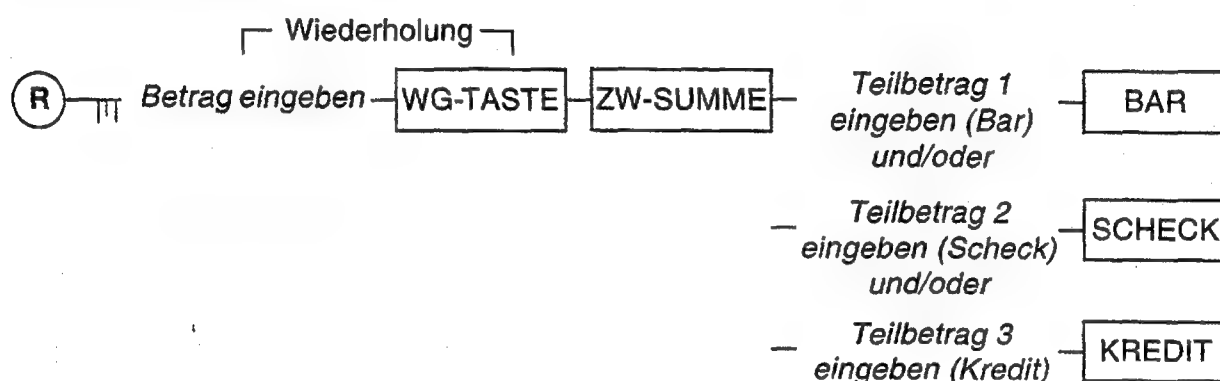 Wiederholung
R Betrag eingeben WG-TASTE ZW-SUMME Teilbetrag 1 BAR
eingeben (Bar)
und/oder
Teilbetrag 2 SCHECK
eingeben (Scheck)
und/oder
Teilbetrag 3 KREDIT
eingeben (Kredit)